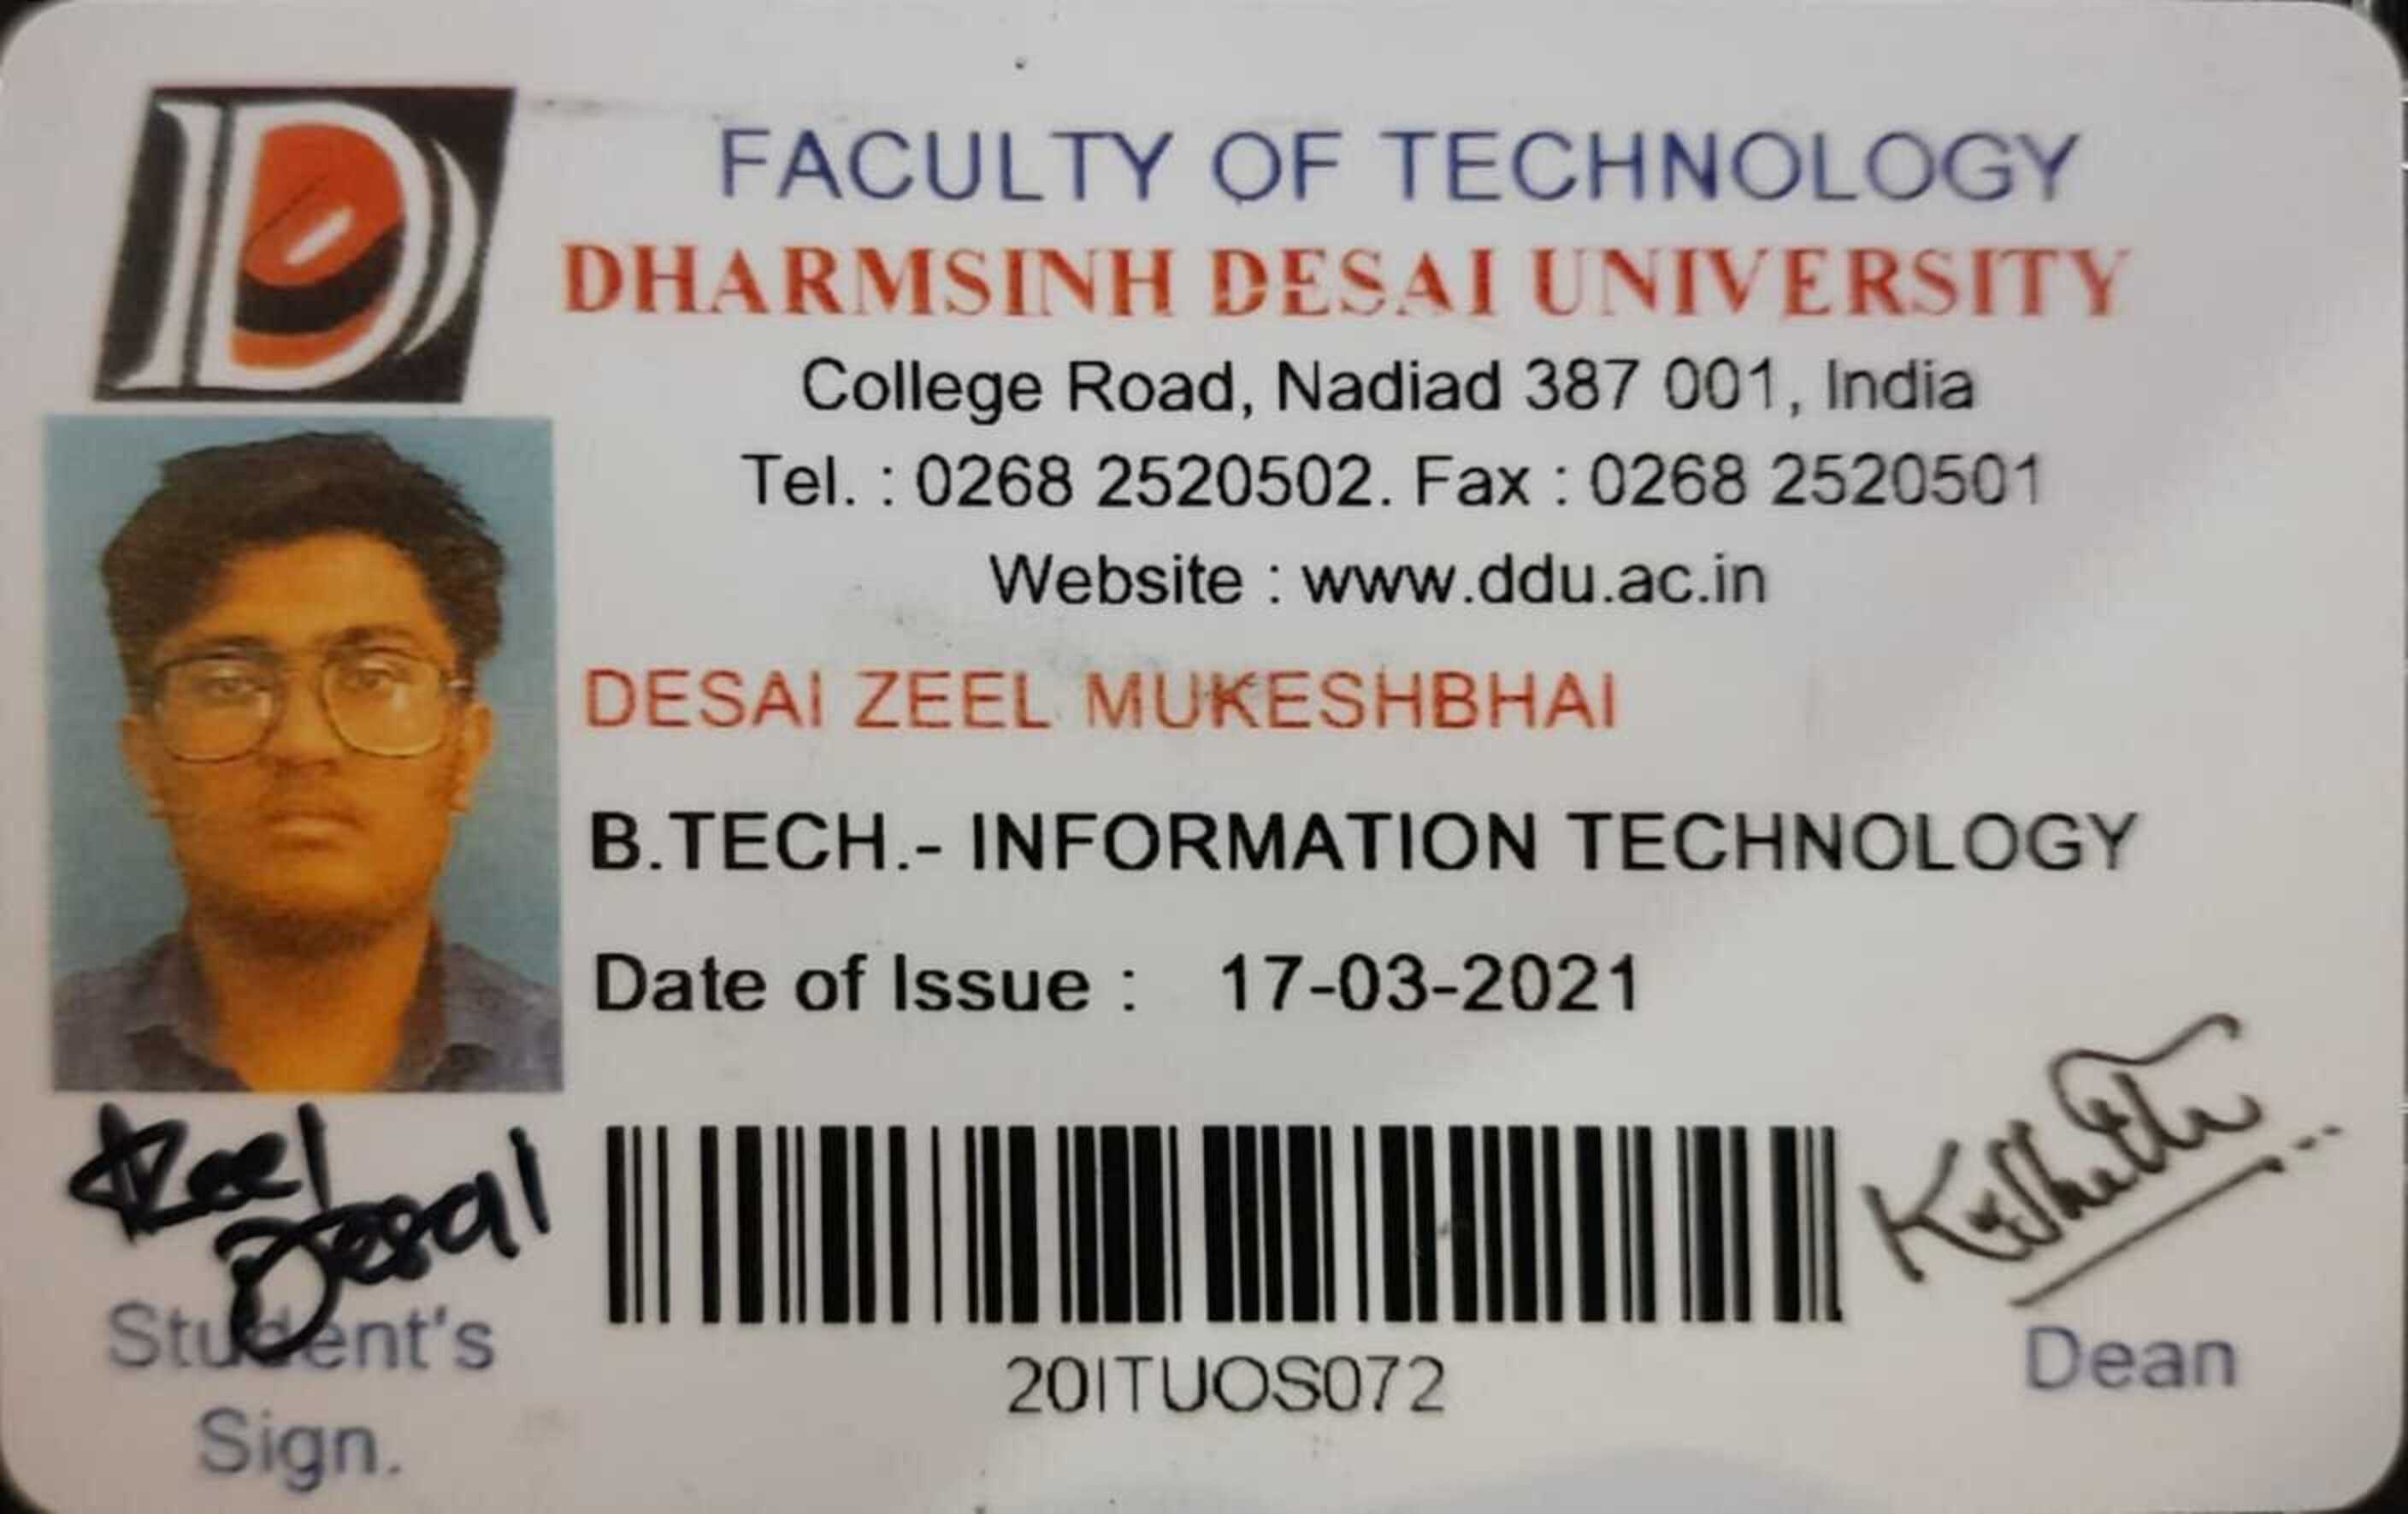 FACULTY OF TECHNOLOGY
DHARMSINH DESAI UNIVERSITY
College Road, Nadiad 387 001, India
Tel. : 0268 2520502. Fax : 0268 2520501
Website : www.ddu.ac.in
DESAI ZEEL MUKESHBHAI
B.TECH.- INFORMATION TECHNOLOGY
Date of Issue : 17-03-2021
Zeel
Desai
Student's
Sign.
20ITUOS072
Dean